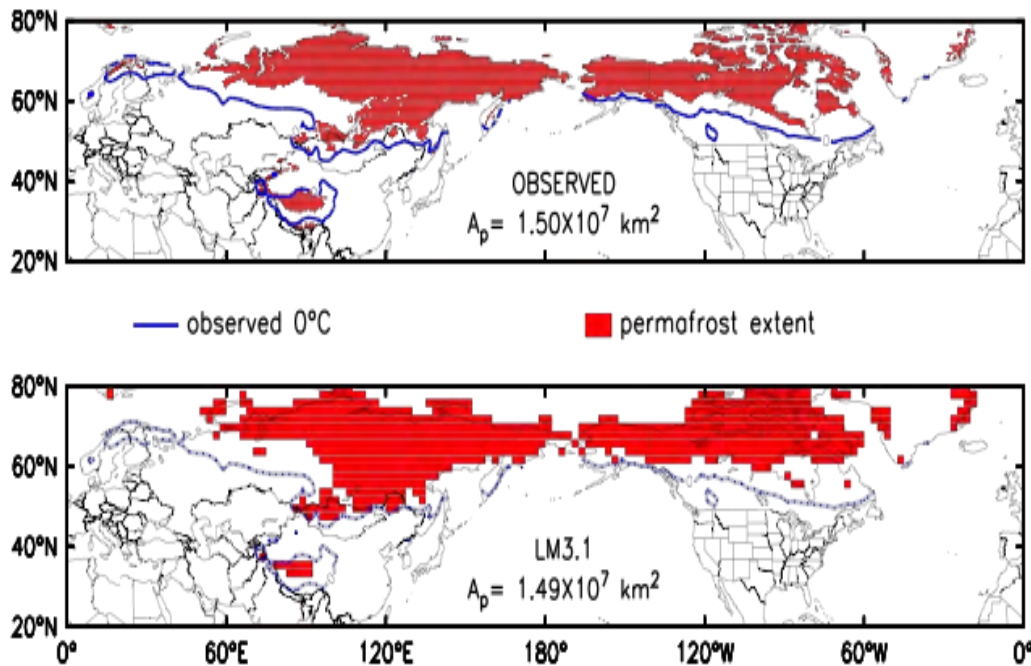 80°N
60°N
40°N
20°N
OBSERVED
Ap= 1.50X10⁷ km²
0
observed 0°C
permafrost extent
80°N
60°N
40°N
20°N
LM3.1
Ap= 1.49X10⁷ km²
0° 60°E 120°E 180° 120°W 60°W 0°